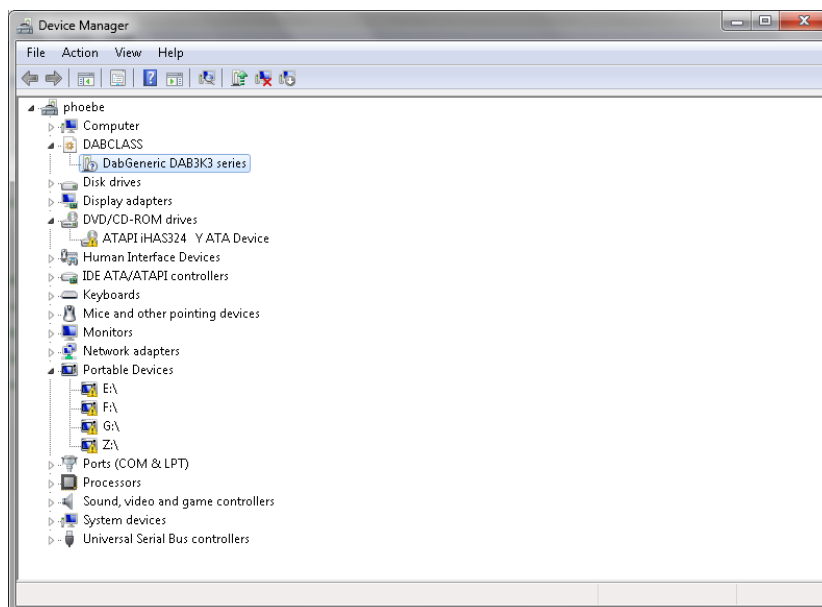 Device Manager
File Action View Help
phoebe
Computer
DABCLASS
DabGeneric DAB3K3 series
Disk drives
Display adapters
DVD/CD-ROM drives
ATAPI iHAS324 Y ATA Device
Human Interface Devices
IDE ATA/ATAPI controllers
Keyboards
Mice and other pointing devices
Monitors
Network adapters
Portable Devices
E:\
F:\
G:\
Z:\
Ports (COM & LPT)
Processors
Sound, video and game controllers
System devices
Universal Serial Bus controllers